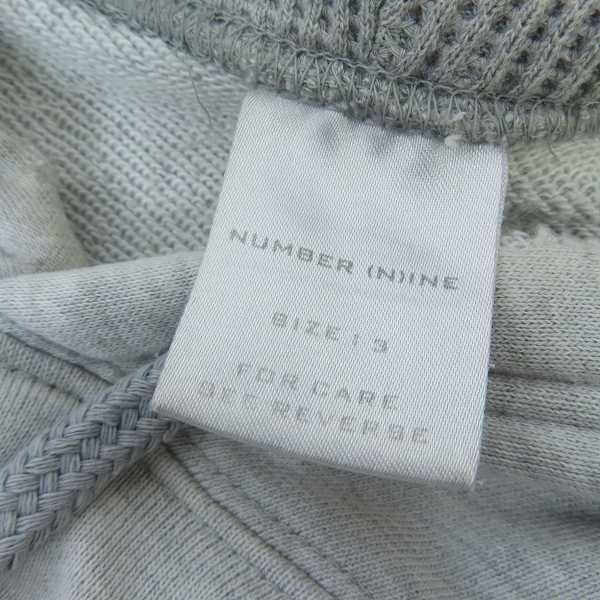 NUMBER (N)INE
SIZE : 3
FOR CARE
SEE REVERSE